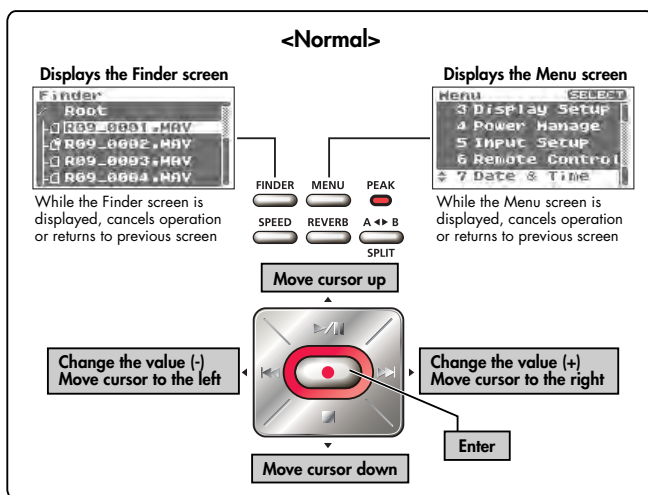 <Normal>
Displays the Finder screen
Finder
Root
R09_0001.WAV
R09_0002.WAV
R09_0003.WAV
R09_0004.WAV
While the Finder screen is
displayed, cancels operation
or returns to previous screen
Displays the Menu screen
Menu SELECT
3 Display Setup
4 Power Manage
5 Input Setup
6 Remote Control
7 Date & Time
While the Menu screen is
displayed, cancels operation
or returns to previous screen
FINDER MENU PEAK
SPEED REVERB A ◂▸ B
SPLIT
Move cursor up
Change the value (-)
Move cursor to the left
Change the value (+)
Move cursor to the right
Enter
Move cursor down